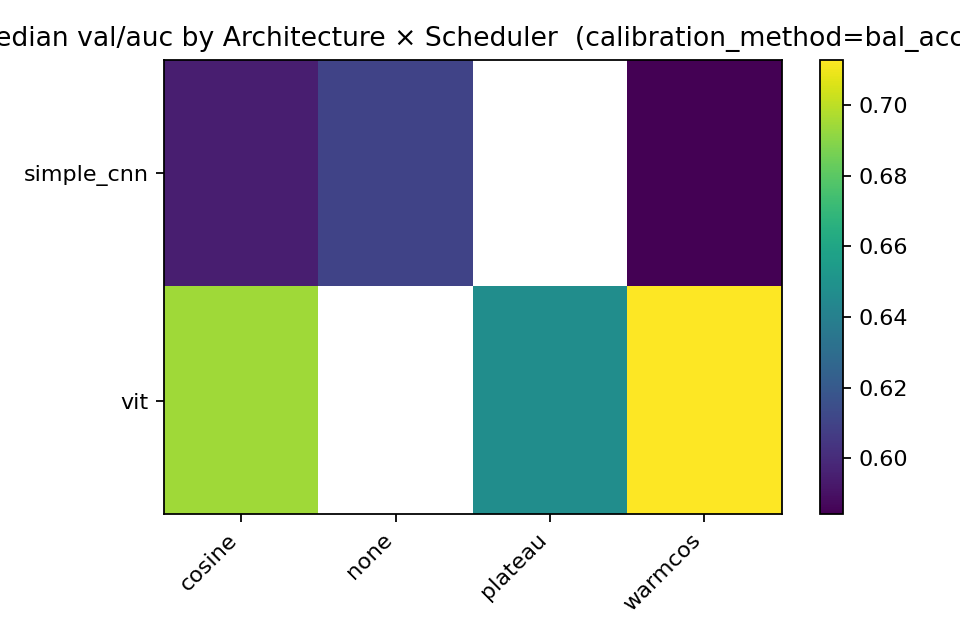 edian val/auc by Architecture × Scheduler (calibration_method=bal_acc
simple_cnn
vit
cosine
none
plateau
warmcos
0.70
0.68
0.66
0.64
0.62
0.60